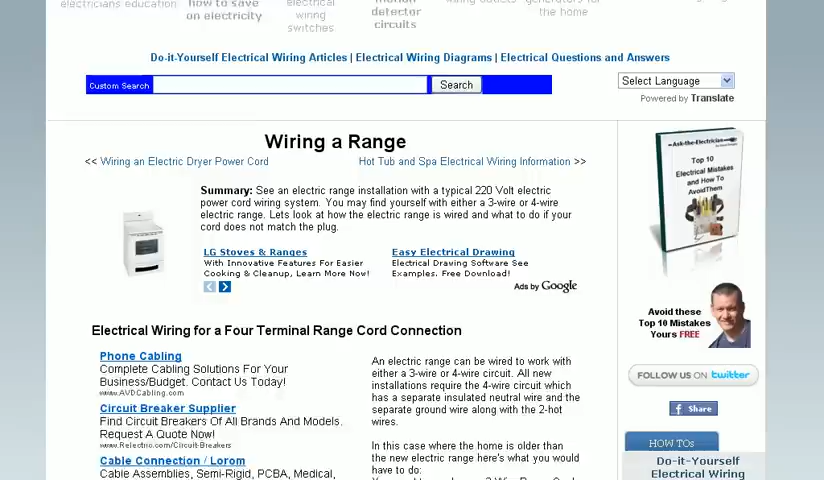 electricians education
how to save
on electricity
electrical
wiring
switches
motion
detector
circuits
wiring outlets
generators for
the home
Do-it-Yourself Electrical Wiring Articles | Electrical Wiring Diagrams | Electrical Questions and Answers
Custom Search
Search
Select Language
Powered by Translate
Wiring a Range
<< Wiring an Electric Dryer Power Cord
Hot Tub and Spa Electrical Wiring Information >>
Summary: See an electric range installation with a typical 220 Volt electric
power cord wiring system. You may find yourself with either a 3-wire or 4-wire
electric range. Lets look at how the electric range is wired and what to do if your
cord does not match the plug.
LG Stoves & Ranges
With Innovative Features For Easier
Cooking & Cleanup, Learn More Now!
Easy Electrical Drawing
Electrical Drawing Software See
Examples. Free Download!
Ads by Google
Electrical Wiring for a Four Terminal Range Cord Connection
Phone Cabling
Complete Cabling Solutions For Your
Business/Budget. Contact Us Today!
www.AVDCabling.com
Circuit Breaker Supplier
Find Circuit Breakers Of All Brands And Models.
Request A Quote Now!
www.Relectric.com/Circuit-Breakers
Cable Connection / Lorom
Cable Assemblies, Semi-Rigid, PCBA, Medical,
An electric range can be wired to work with
either a 3-wire or 4-wire circuit. All new
installations require the 4-wire circuit which
has a separate insulated neutral wire and the
separate ground wire along with the 2-hot
wires.
In this case where the home is older than
the new electric range here's what you would
have to do:
Ask-the-Electrician
Top 10
Electrical Mistakes
and How To
Avoid Them
Avoid these
Top 10 Mistakes
Yours FREE
FOLLOW US ON twitter
f Share
HOW TOs
Do-it-Yourself
Electrical Wiring